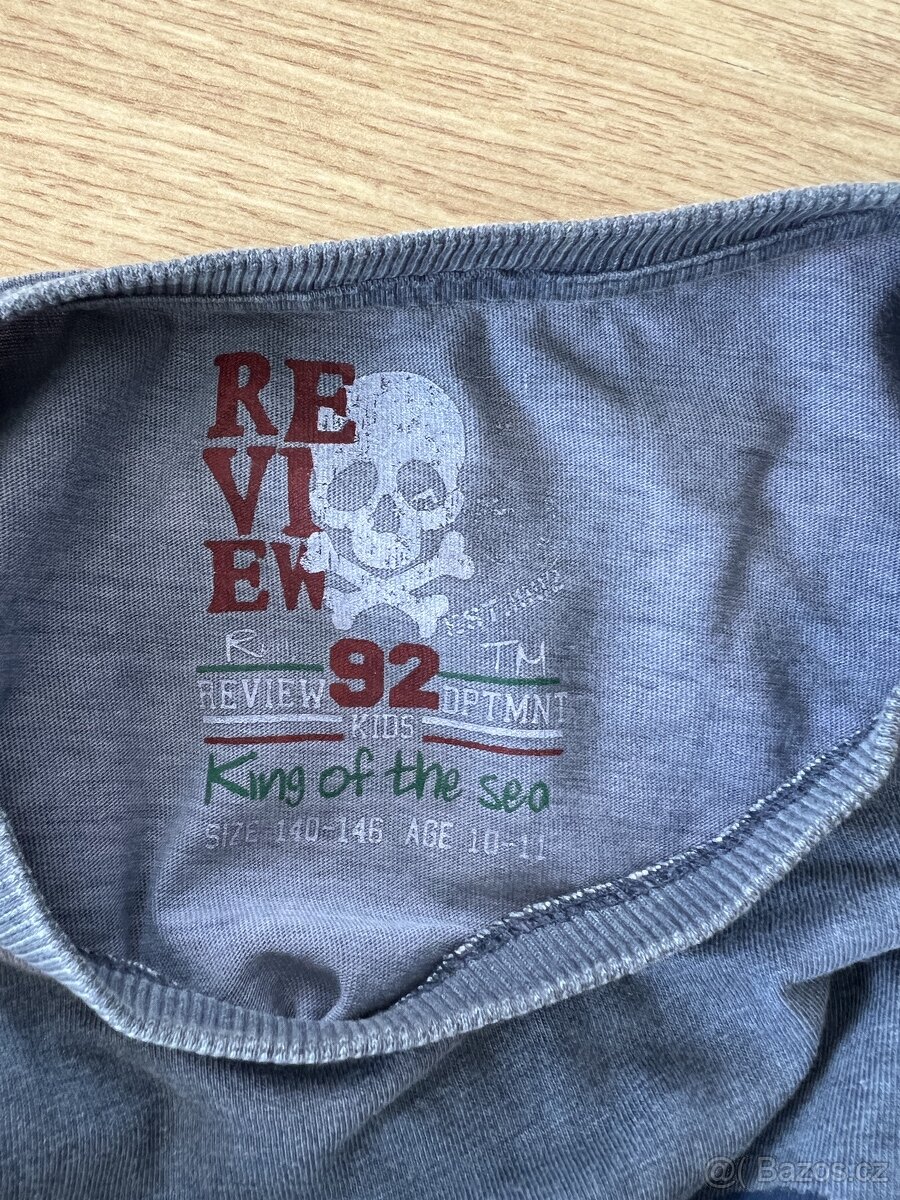 RE
VI
EW
R TM
92
REVIEW DPTMNT
KIDS
King of the sea
SIZE 140-146 AGE 10-11
@( Bazos.cz